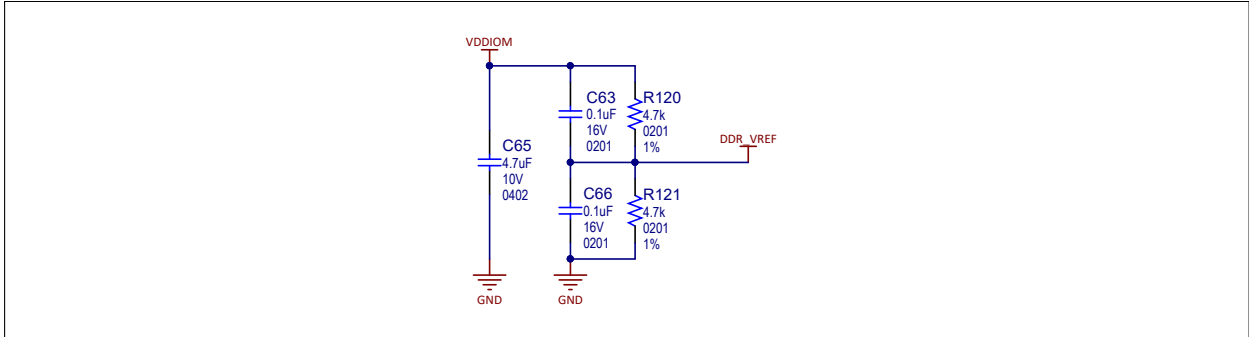 VDDIOM
C63
0.1uF
16V
0201
R120
4.7k
0201
1%
DDR_VREF
C65
4.7uF
10V
0402
C66
0.1uF
16V
0201
R121
4.7k
0201
1%
GND
GND